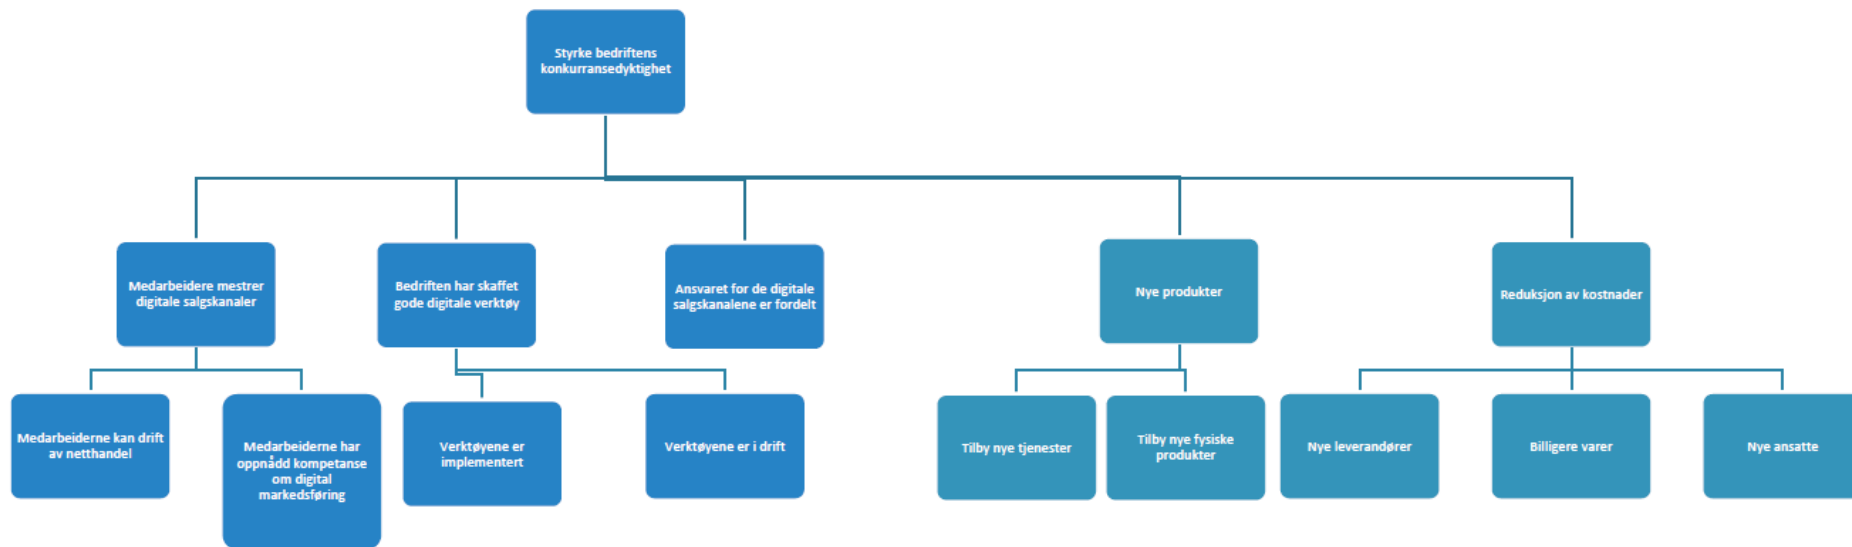 Styrke bedriftens
konkurransedyktighet
Medarbeidere mestrer
digitale salgskanaler
Bedriften har skaffet
gode digitale verktøy
Ansvaret for de digitale
salgskanalene er fordelt
Nye produkter
Reduksjon av kostnader
Medarbeiderne kan drift
av netthandel
Medarbeiderne har
oppnådd kompetanse
om digital
markedsføring
Verktøyene er
implementert
Verktøyene er i drift
Tilby nye tjenester
Tilby nye fysiske
produkter
Nye leverandører
Billigere varer
Nye ansatte